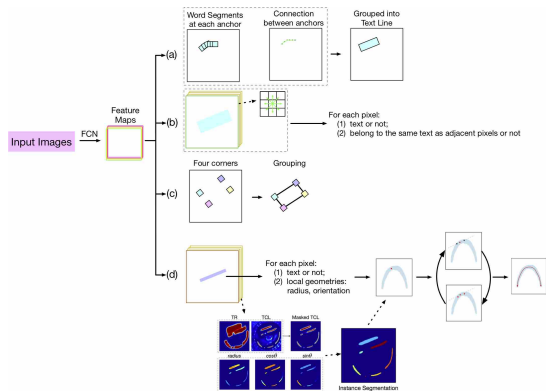 Word Segments
at each anchor
Connection
between anchors
Grouped into
Text Line
(a)
Feature
Maps
(b)
For each pixel:
(1) text or not;
(2) belong to the same text as adjacent pixels or not
Input Images
FCN
Four corners
Grouping
(c)
(d)
For each pixel:
(1) text or not;
(2) local geometries:
radius, orientation
TR
TCL
Masked TCL
radius
cosθ
sinθ
Instance Segmentation